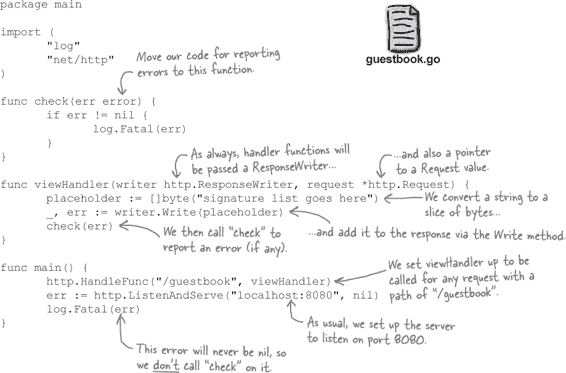 package main
import (
"log"
"net/http"
)
Move our code for reporting
errors to this function.
guestbook.go
func check(err error) {
if err != nil {
log.Fatal(err)
}
}
As always, handler functions will
be passed a ResponseWriter...
...and also a pointer
to a Request value.
func viewHandler(writer http.ResponseWriter, request *http.Request) {
placeholder := []byte("signature list goes here")
We convert a string to a
slice of bytes...
_, err := writer.Write(placeholder)
...and add it to the response via the Write method.
check(err)
We then call "check" to
report an error (if any).
}
func main() {
http.HandleFunc("/guestbook", viewHandler)
We set viewHandler up to be
called for any request with a
path of "/guestbook".
err := http.ListenAndServe("localhost:8080", nil)
log.Fatal(err)
As usual, we set up the server
to listen on port 8080.
}
This error will never be nil, so
we don't call "check" on it.